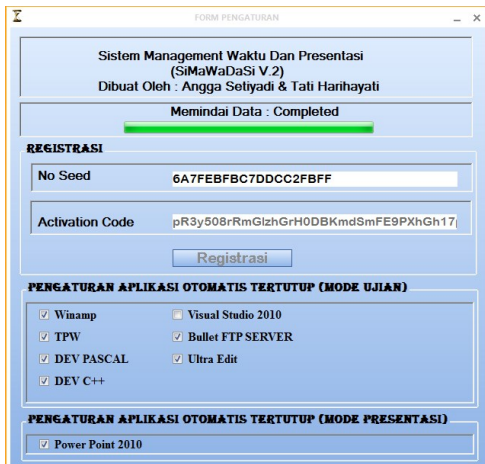 FORM PENGATURAN
Sistem Management Waktu Dan Presentasi
(SiMaWaDaSi V.2)
Dibuat Oleh : Angga Setiyadi & Tati Harihayati
Memindai Data : Completed
REGISTRASI
No Seed 6A7FEBFBC7DDCC2FBFF
Activation Code pR3y508rRmGlzhGrH0DBKmdSmFE9PXhGh17
Registrasi
PENGATURAN APLIKASI OTOMATIS TERTUTUP (MODE UJIAN)
Winamp Visual Studio 2010
TPW Bullet FTP SERVER
DEV PASCAL Ultra Edit
DEV C++
PENGATURAN APLIKASI OTOMATIS TERTUTUP (MODE PRESENTASI)
Power Point 2010